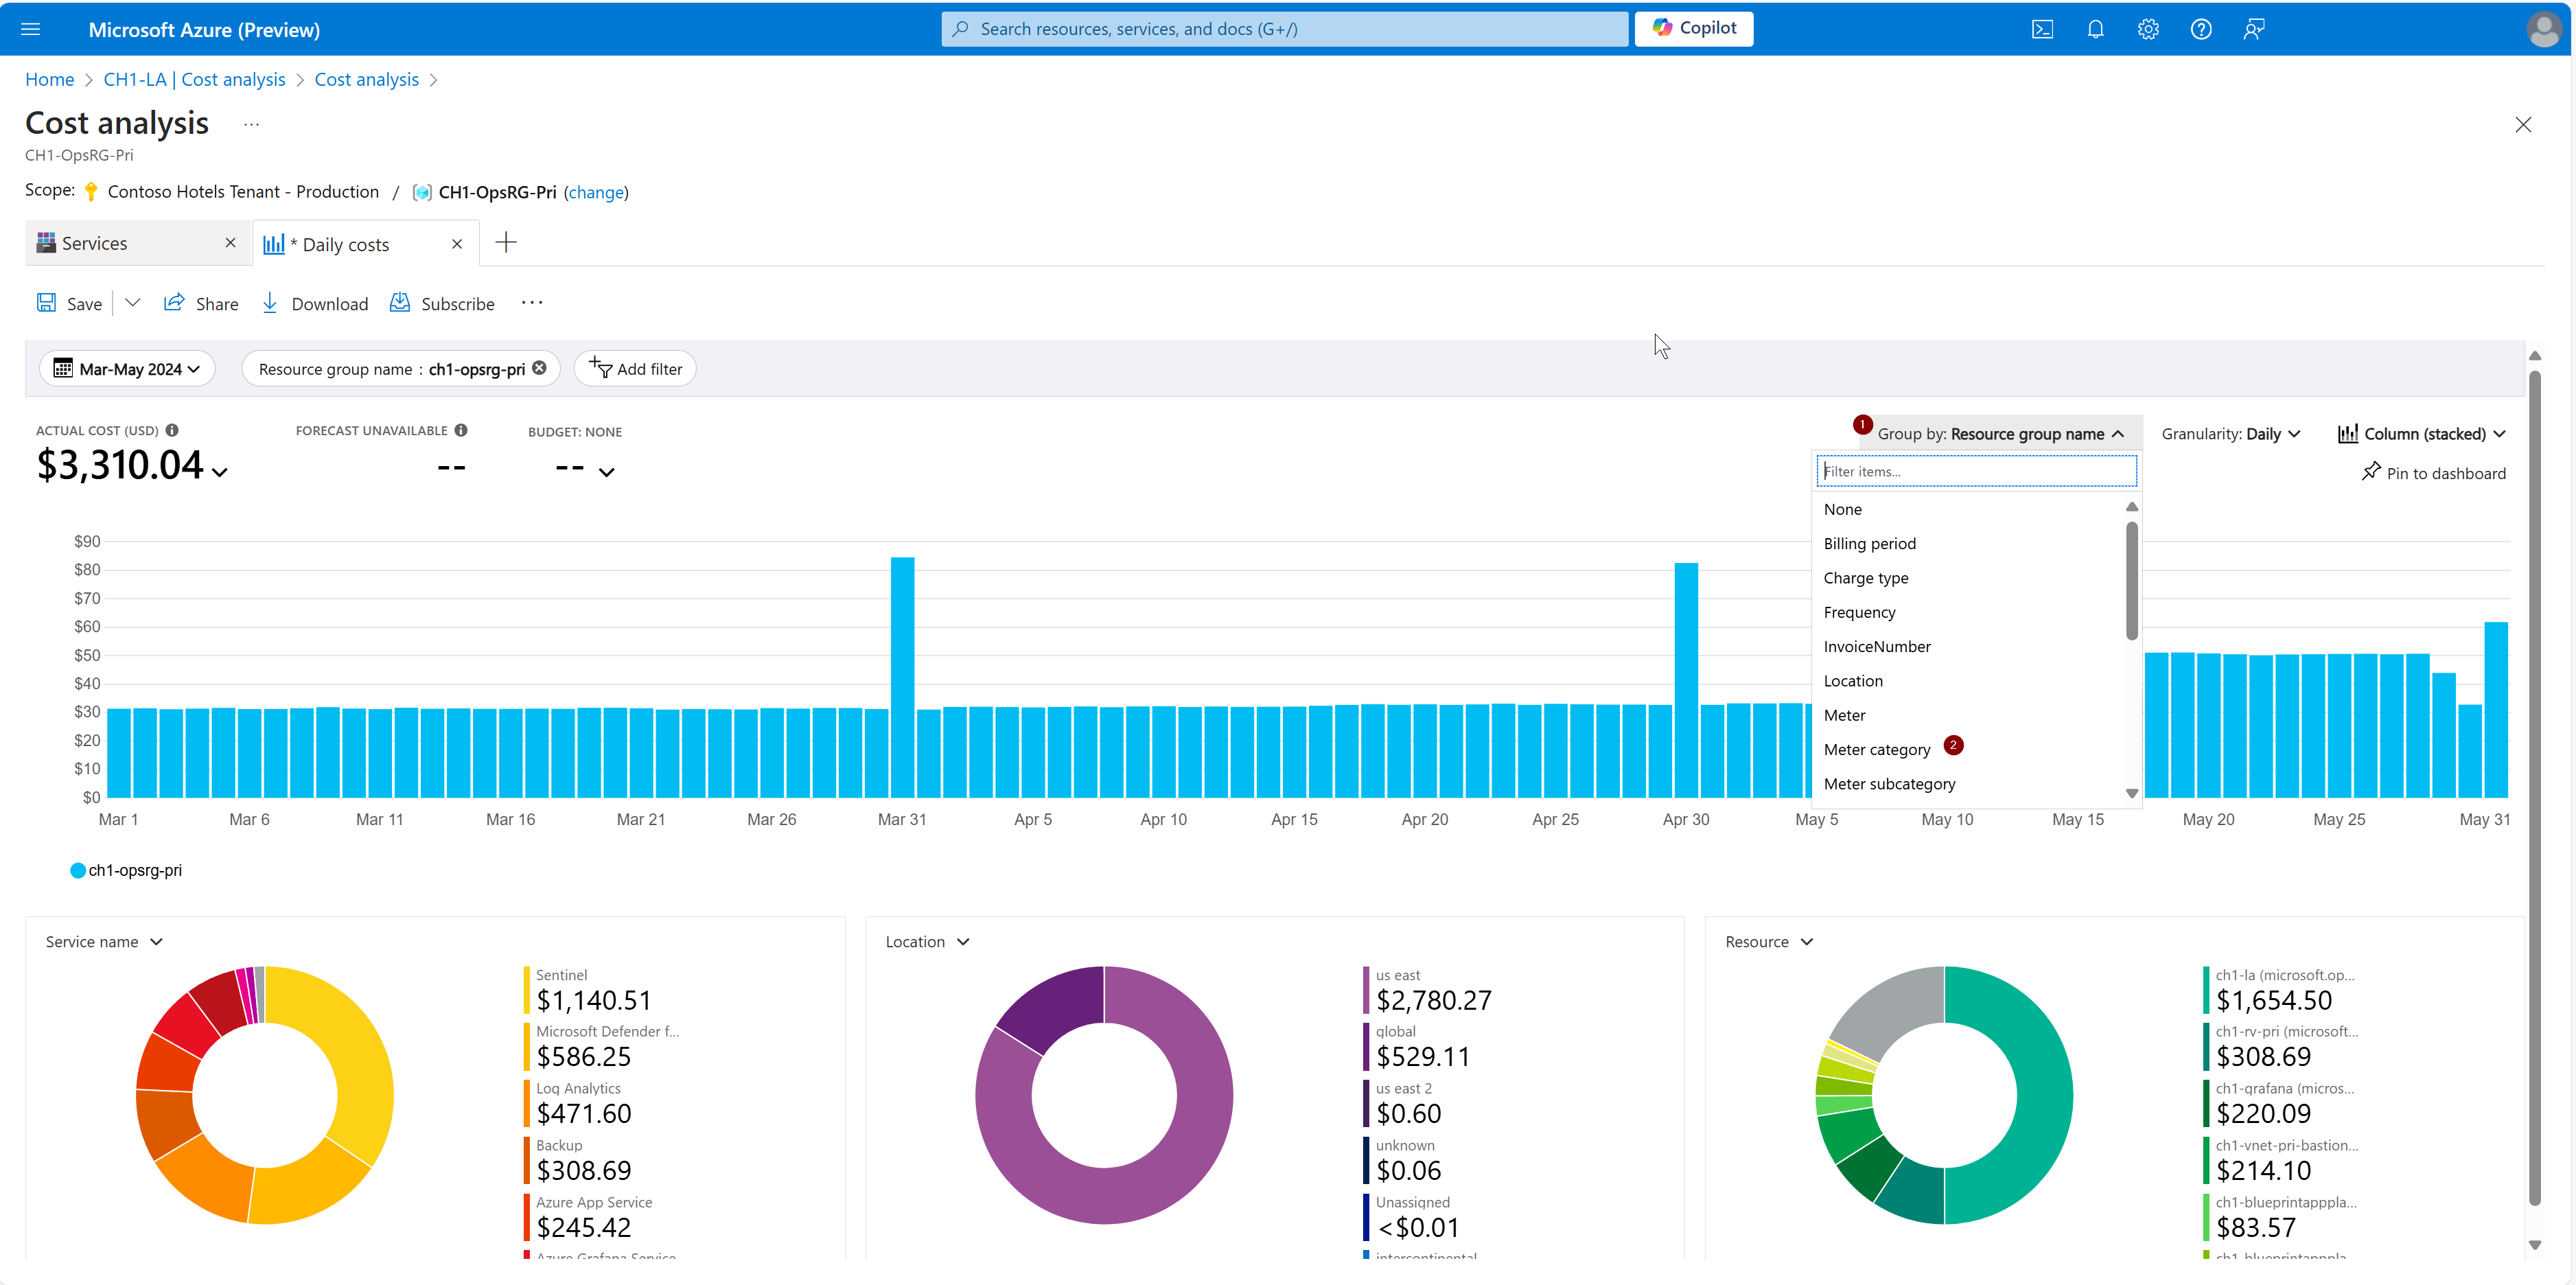 Microsoft Azure (Preview)
Search resources, services, and docs (G+/)
Copilot
Home > CH1-LA | Cost analysis > Cost analysis >
Cost analysis ...
CH1-OpsRG-Pri
Scope: Contoso Hotels Tenant - Production / CH1-OpsRG-Pri (change)
Services
* Daily costs
Save
Share
Download
Subscribe
...
Mar-May 2024
Resource group name : ch1-opsrg-pri
Add filter
ACTUAL COST (USD)
$3,310.04
FORECAST UNAVAILABLE
--
BUDGET: NONE
--
1
Group by: Resource group name
Granularity: Daily
Column (stacked)
Pin to dashboard
Filter items...
None
Billing period
Charge type
Frequency
InvoiceNumber
Location
Meter
Meter category 2
Meter subcategory
$90
$80
$70
$60
$50
$40
$30
$20
$10
$0
Mar 1
Mar 6
Mar 11
Mar 16
Mar 21
Mar 26
Mar 31
Apr 5
Apr 10
Apr 15
Apr 20
Apr 25
Apr 30
May 5
May 10
May 15
May 20
May 25
May 31
ch1-opsrg-pri
Service name
Sentinel
$1,140.51
Microsoft Defender f...
$586.25
Log Analytics
$471.60
Backup
$308.69
Azure App Service
$245.42
Azure Grafana Service
Location
us east
$2,780.27
global
$529.11
us east 2
$0.60
unknown
$0.06
Unassigned
<$0.01
intercontinental
Resource
ch1-la (microsoft.op...
$1,654.50
ch1-rv-pri (microsoft...
$308.69
ch1-grafana (micros...
$220.09
ch1-vnet-pri-bastion...
$214.10
ch1-blueprintapppla...
$83.57
ch1-blueprintapppla...